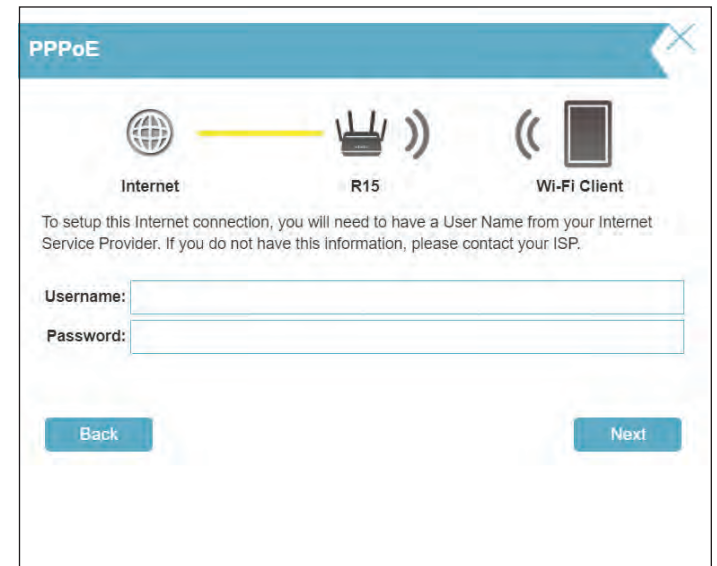 PPPoE
Internet
R15
Wi-Fi Client
To setup this Internet connection, you will need to have a User Name from your Internet
Service Provider. If you do not have this information, please contact your ISP.
Username:
Password:
Back
Next